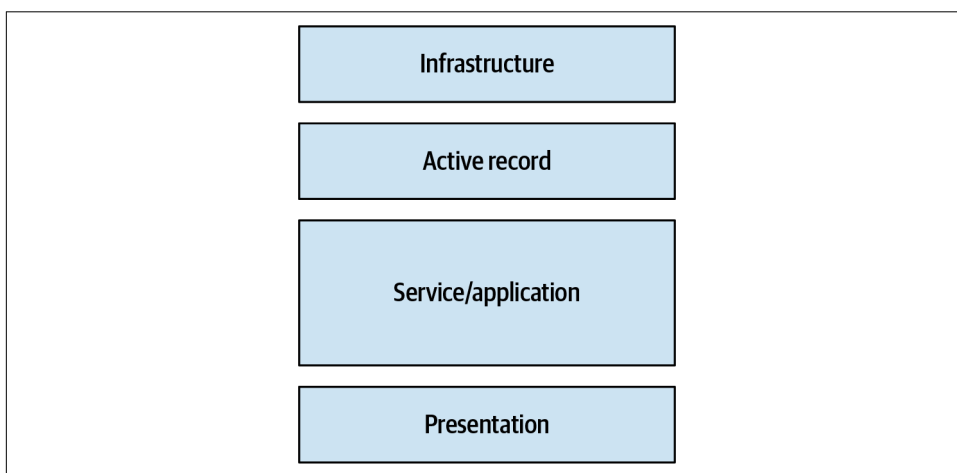 Infrastructure
Active record
Service/application
Presentation